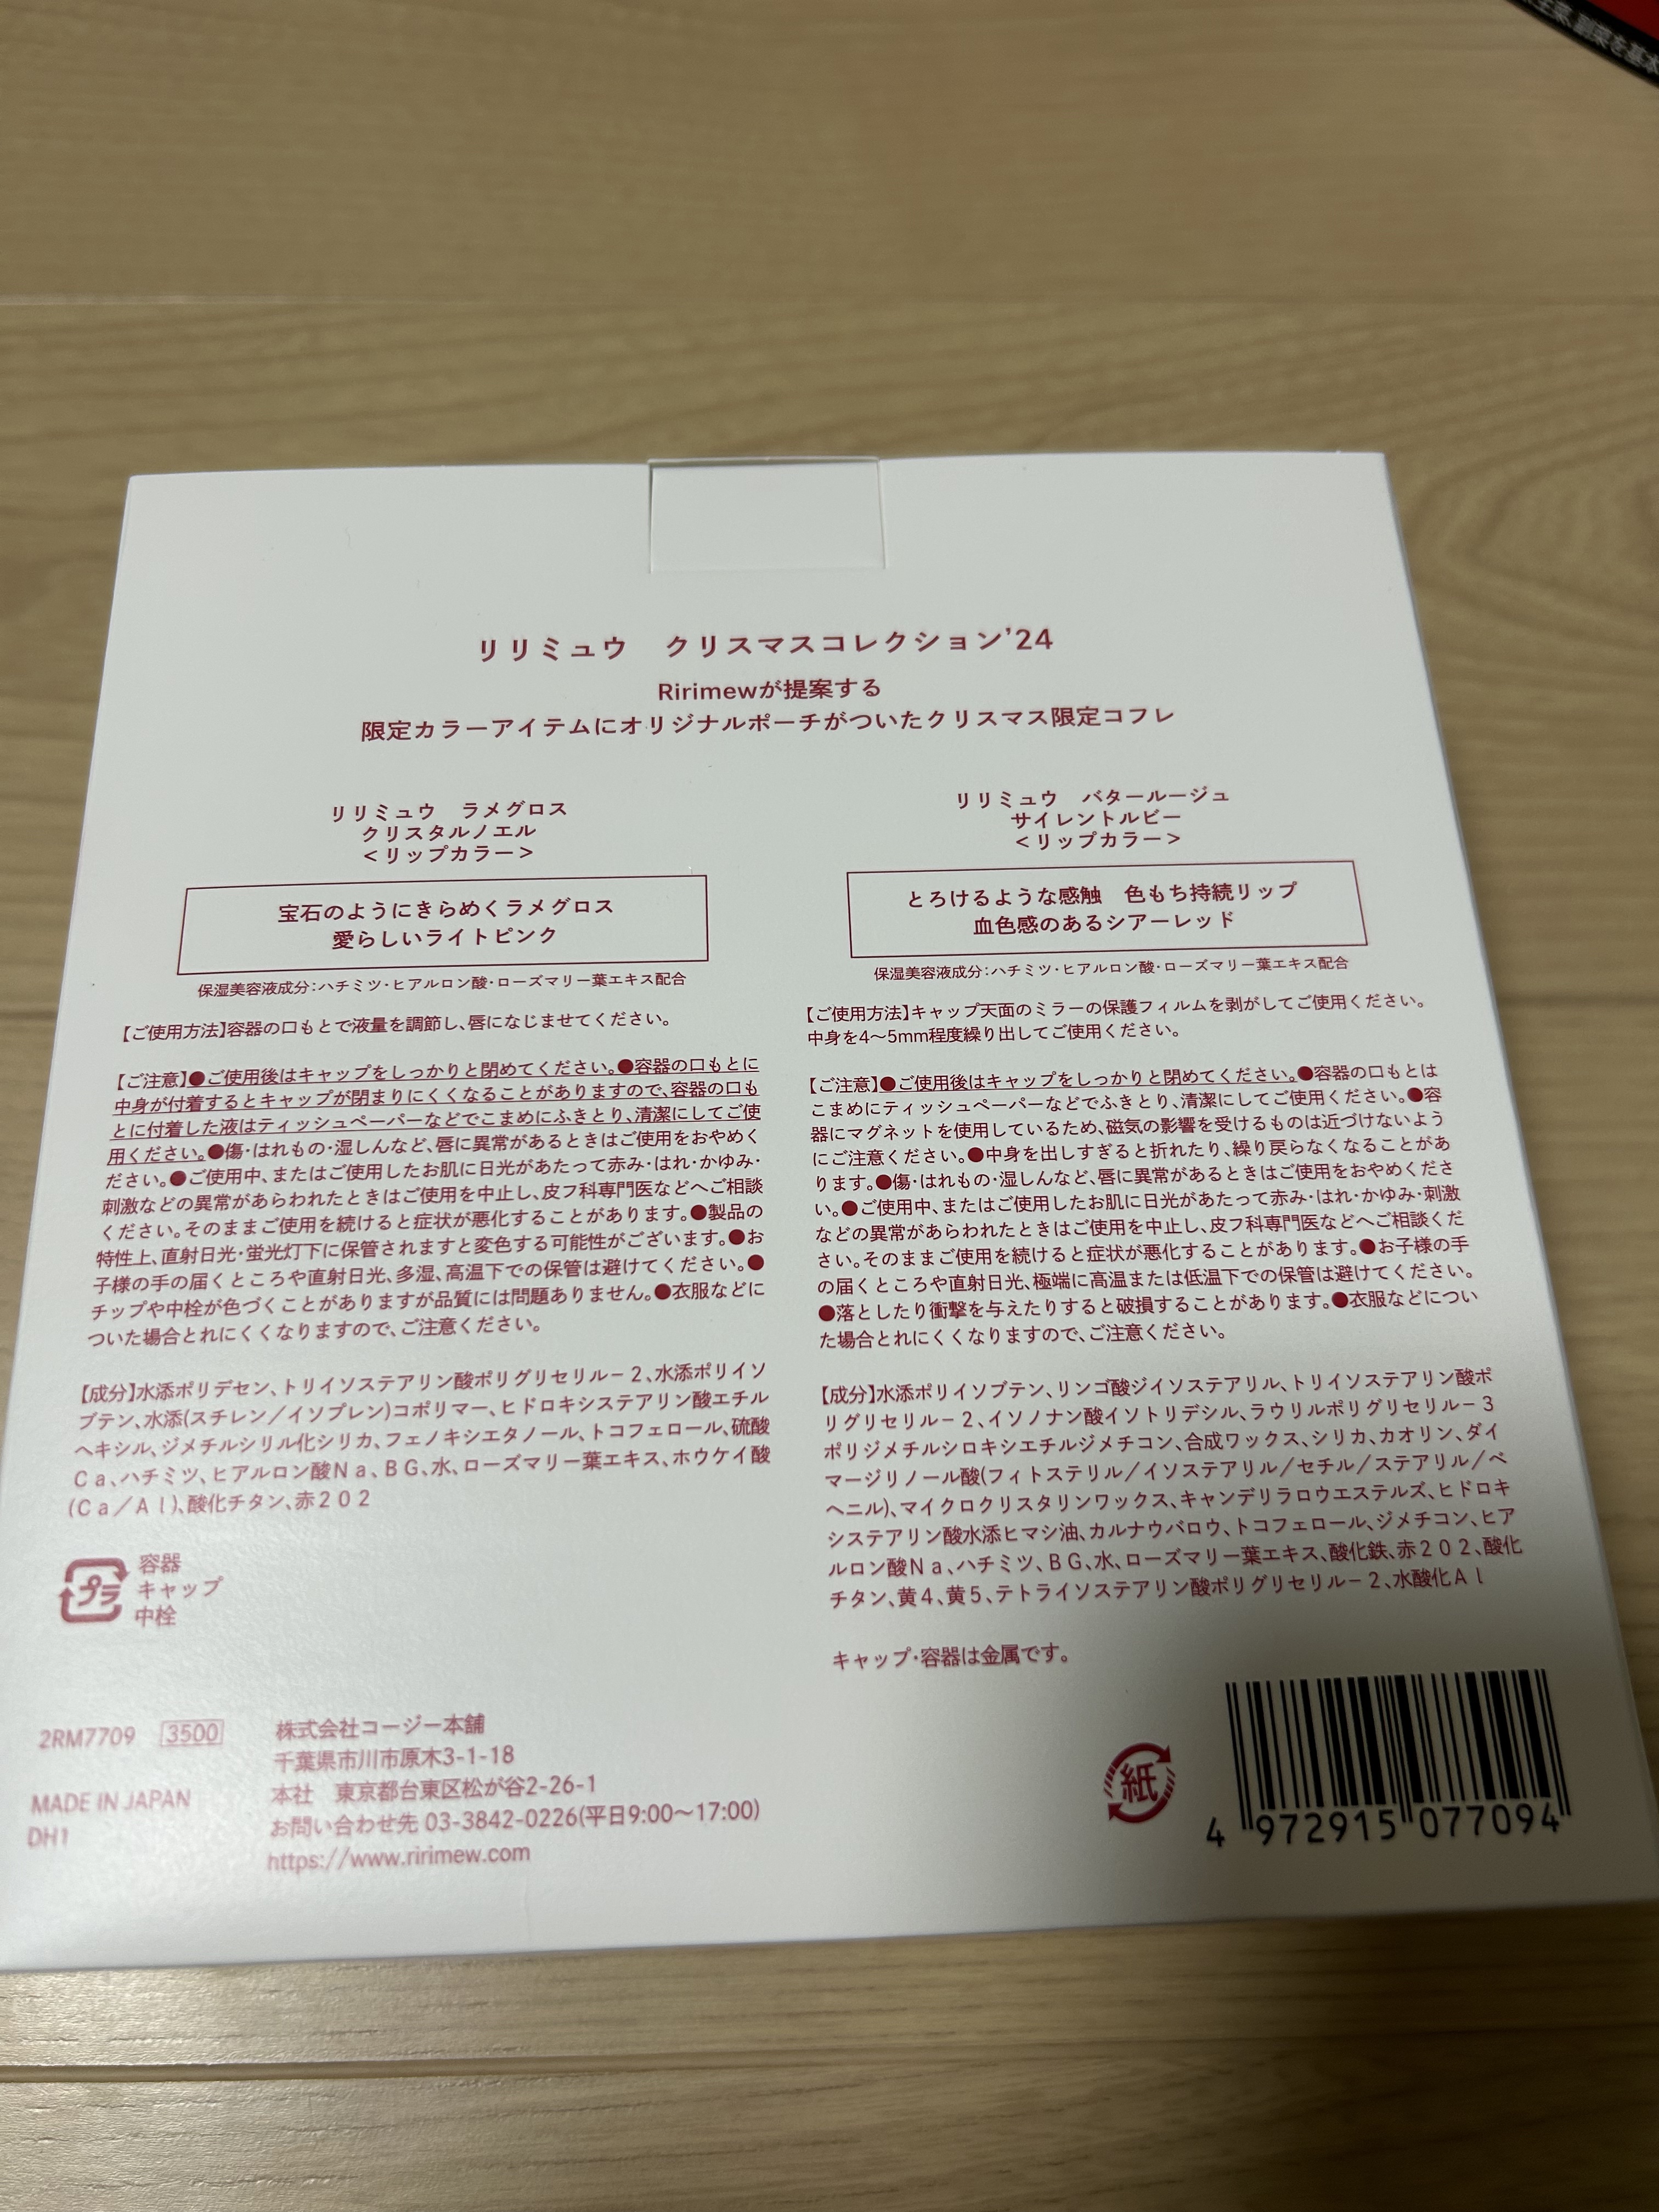 主菜、副菜を基本
リリミュウ　クリスマスコレクション'24
Ririmewが提案する
限定カラーアイテムにオリジナルポーチがついたクリスマス限定コフレ
リリミュウ　ラメグロス
クリスタルノエル
＜リップカラー＞
宝石のようにきらめくラメグロス
愛らしいライトピンク
保湿美容液成分：ハチミツ・ヒアルロン酸・ローズマリー葉エキス配合
【ご使用方法】容器の口もとで液量を調節し、唇になじませてください。
【ご注意】●ご使用後はキャップをしっかりと閉めてください。●容器の口もとに
中身が付着するとキャップが閉まりにくくなることがありますので、容器の口も
とに付着した液はティッシュペーパーなどでこまめにふきとり、清潔にしてご使
用ください。●傷・はれもの・湿しんなど、唇に異常があるときはご使用をおやめく
ださい。●ご使用中、またはご使用したお肌に日光があたって赤み・はれ・かゆみ・
刺激などの異常があらわれたときはご使用を中止し、皮フ科専門医などへご相談
ください。そのままご使用を続けると症状が悪化することがあります。●製品の
特性上、直射日光・蛍光灯下に保管されますと変色する可能性がございます。●お
子様の手の届くところや直射日光、多湿、高温下での保管は避けてください。●
チップや中栓が色づくことがありますが品質には問題ありません。●衣服などに
ついた場合とれにくくなりますので、ご注意ください。
【成分】水添ポリデセン、トリイソステアリン酸ポリグリセリル－２、水添ポリイソ
ブテン、水添(スチレン／イソプレン)コポリマー、ヒドロキシステアリン酸エチル
ヘキシル、ジメチルシリル化シリカ、フェノキシエタノール、トコフェロール、硫酸
Ｃａ、ハチミツ、ヒアルロン酸Ｎａ、ＢＧ、水、ローズマリー葉エキス、ホウケイ酸
(Ｃａ／Ａｌ)、酸化チタン、赤２０２
プラ
容器
キャップ
中栓
リリミュウ　バタールージュ
サイレントルビー
＜リップカラー＞
とろけるような感触　色もち持続リップ
血色感のあるシアーレッド
保湿美容液成分：ハチミツ・ヒアルロン酸・ローズマリー葉エキス配合
【ご使用方法】キャップ天面のミラーの保護フィルムを剥がしてご使用ください。
中身を4～5mm程度繰り出してご使用ください。
【ご注意】●ご使用後はキャップをしっかりと閉めてください。●容器の口もとは
こまめにティッシュペーパーなどでふきとり、清潔にしてご使用ください。●容
器にマグネットを使用しているため、磁気の影響を受けるものは近づけないよう
にご注意ください。●中身を出しすぎると折れたり、繰り戻らなくなることがあ
ります。●傷・はれもの・湿しんなど、唇に異常があるときはご使用をおやめくださ
い。●ご使用中、またはご使用したお肌に日光があたって赤み・はれ・かゆみ・刺激
などの異常があらわれたときはご使用を中止し、皮フ科専門医などへご相談くだ
さい。そのままご使用を続けると症状が悪化することがあります。●お子様の手
の届くところや直射日光、極端に高温または低温下での保管は避けてください。
●落としたり衝撃を与えたりすると破損することがあります。●衣服などについ
た場合とれにくくなりますので、ご注意ください。
【成分】水添ポリイソブテン、リンゴ酸ジイソステアリル、トリイソステアリン酸ポ
リグリセリル－２、イソノナン酸イソトリデシル、ラウリルポリグリセリル－３
ポリジメチルシロキシエチルジメチコン、合成ワックス、シリカ、カオリン、ダイ
マージリノール酸(フィトステリル／イソステアリル／セチル／ステアリル／ベ
ヘニル)、マイクロクリスタリンワックス、キャンデリラロウエステルズ、ヒドロキ
システアリン酸水添ヒマシ油、カルナウバロウ、トコフェロール、ジメチコン、ヒア
ルロン酸Ｎａ、ハチミツ、ＢＧ、水、ローズマリー葉エキス、酸化鉄、赤２０２、酸化
チタン、黄４、黄５、テトライソステアリン酸ポリグリセリル－２、水酸化Ａｌ
キャップ・容器は金属です。
2RM7709 3500
MADE IN JAPAN
DH1
株式会社コージー本舗
千葉県市川市原木3-1-18
本社　東京都台東区松が谷2-26-1
お問い合わせ先 03-3842-0226(平日9:00～17:00)
https://www.ririmew.com
紙
4 972915 077094